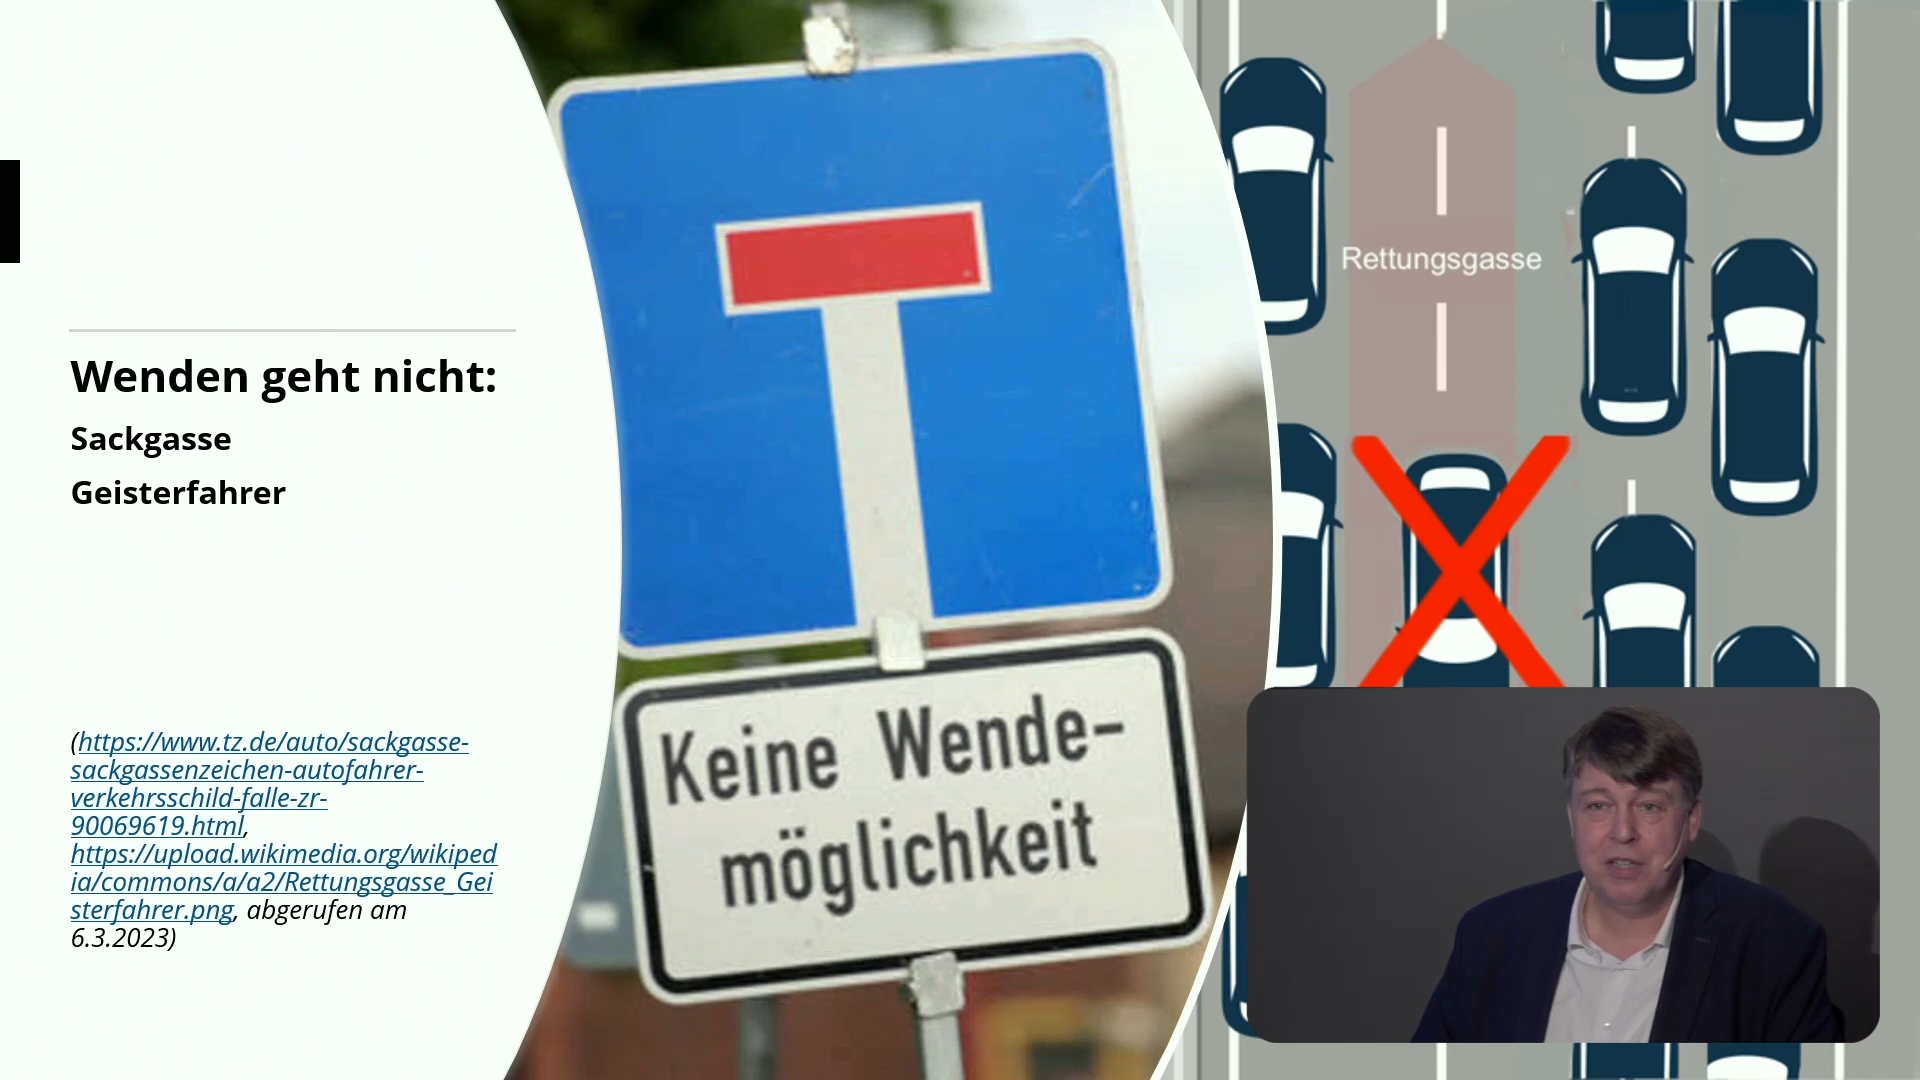 Wenden geht nicht:
Sackgasse
Geisterfahrer
(https://www.tz.de/auto/sackgasse-
sackgassenzeichen-autofahrer-
verkehrsschild-falle-zr-
90069619.html,
https://upload.wikimedia.org/wikiped
ia/commons/a/a2/Rettungsgasse_Gei
sterfahrer.png, abgerufen am
6.3.2023)
Keine Wende-
möglichkeit
Rettungsgasse